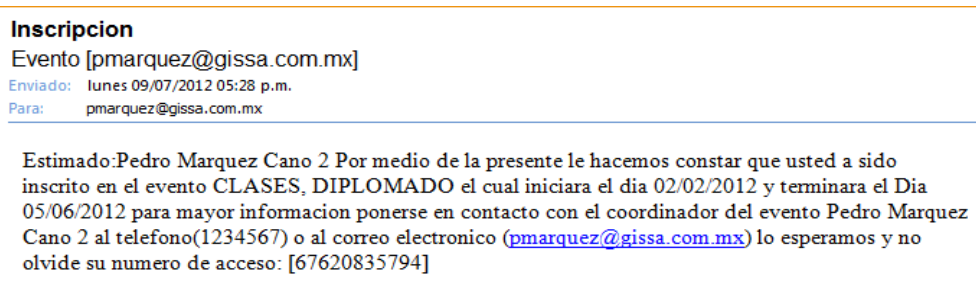 Inscripcion
Evento [pmarquez@gissa.com.mx]
Enviado: lunes 09/07/2012 05:28 p.m.
Para: pmarquez@gissa.com.mx
Estimado:Pedro Marquez Cano 2 Por medio de la presente le hacemos constar que usted a sido
inscrito en el evento CLASES, DIPLOMADO el cual iniciara el dia 02/02/2012 y terminara el Dia
05/06/2012 para mayor informacion ponerse en contacto con el coordinador del evento Pedro Marquez
Cano 2 al telefono(1234567) o al correo electronico (pmarquez@gissa.com.mx) lo esperamos y no
olvide su numero de acceso: [67620835794]